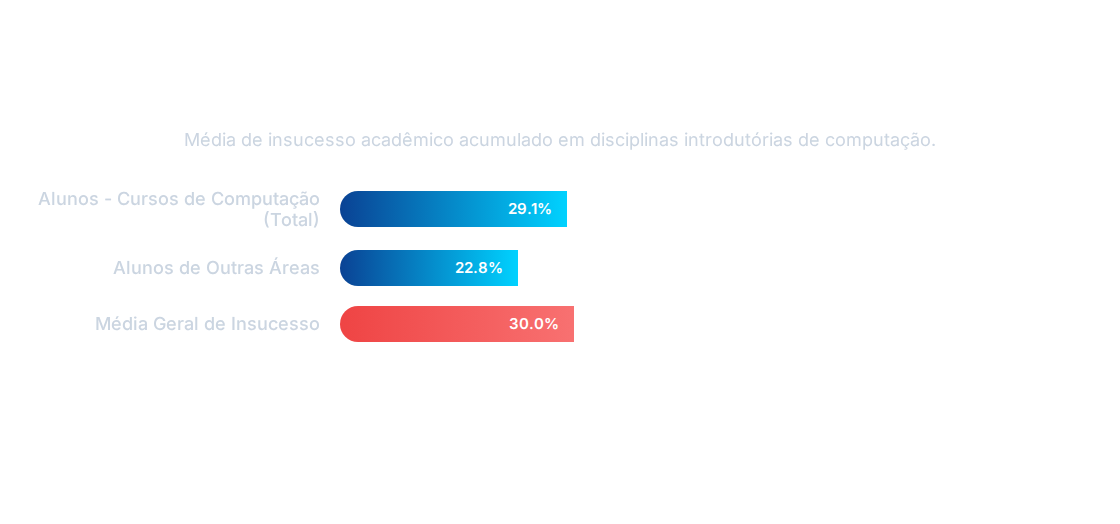 Média de insucesso acadêmico acumulado em disciplinas introdutórias de computação.
Alunos - Cursos de Computação
(Total)
29.1%
Alunos de Outras Áreas
22.8%
Média Geral de Insucesso
30.0%